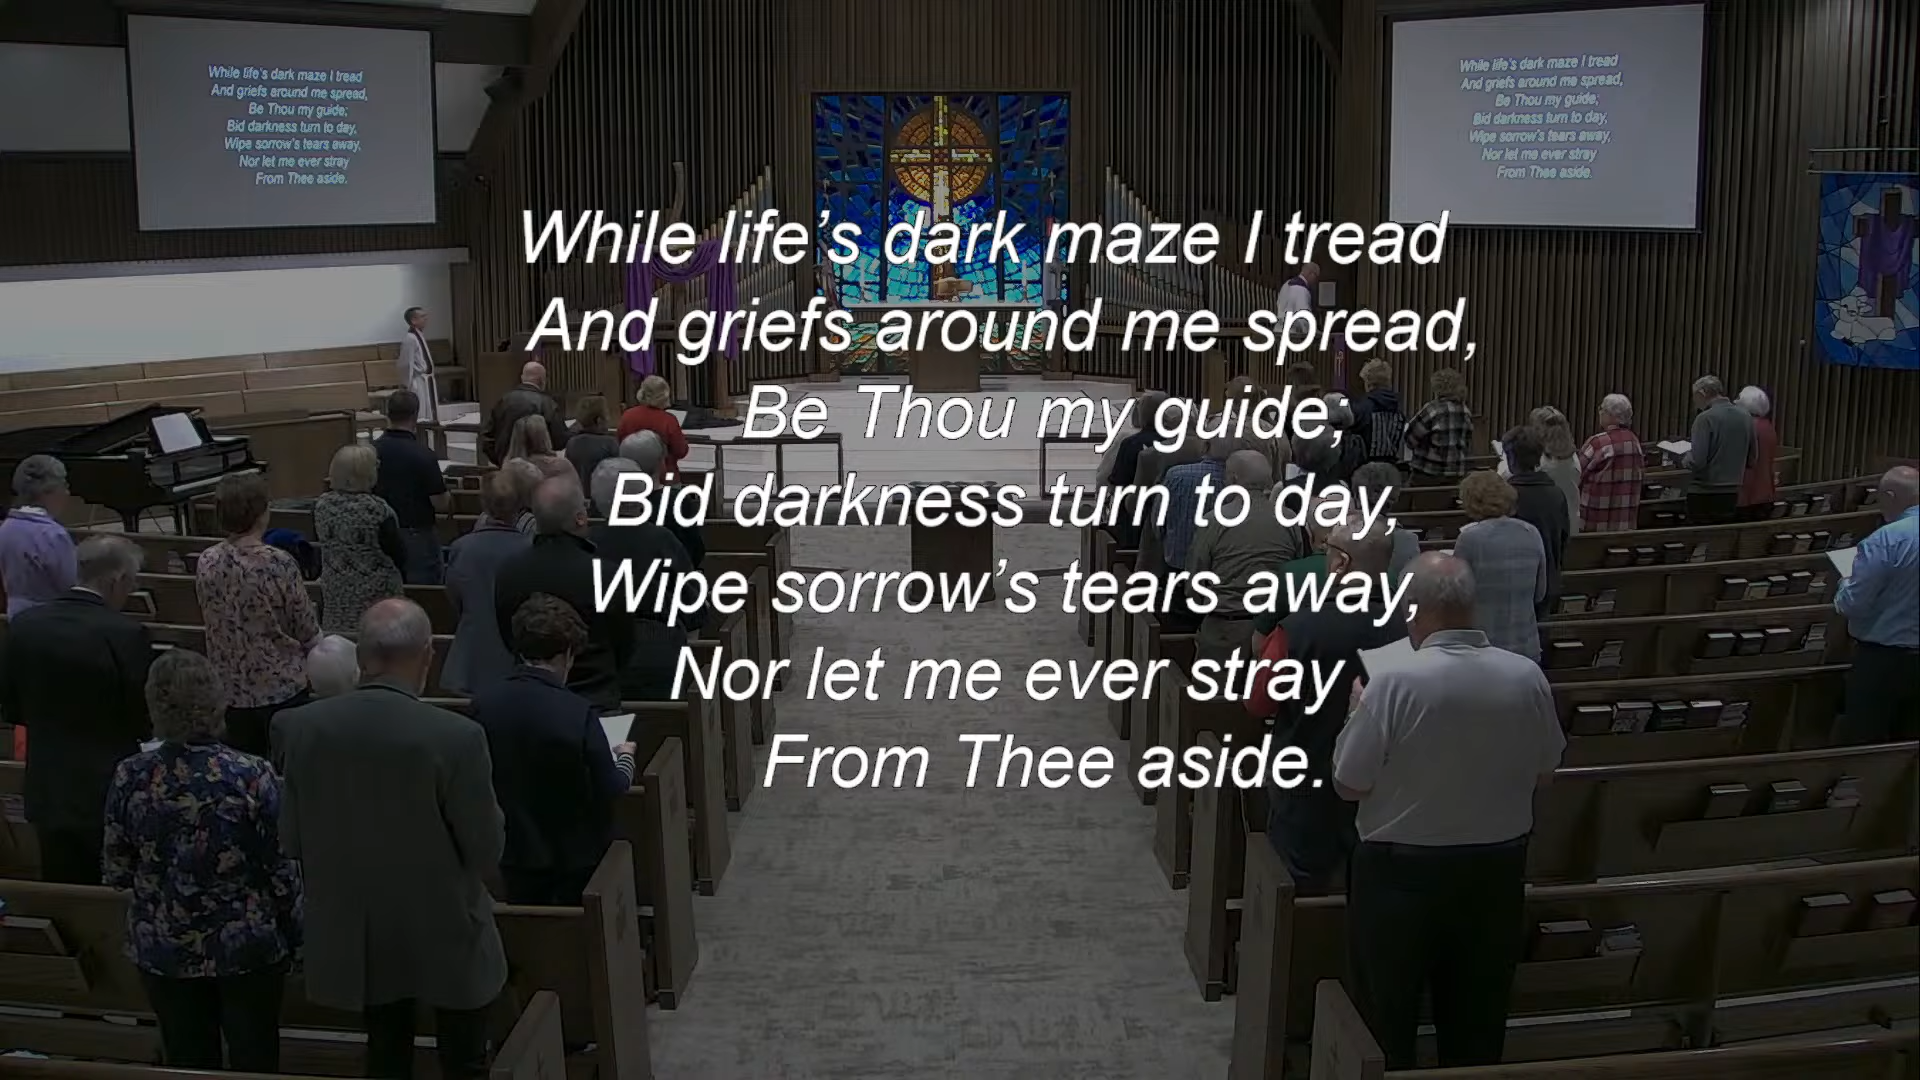 While life's dark maze I tread
And griefs around me spread,
Be Thou my guide;
Bid darkness turn to day,
Wipe sorrow's tears away,
Nor let me ever stray
From Thee aside.
While life's dark maze I tread
And griefs around me spread,
Be Thou my guide;
Bid darkness turn to day,
Wipe sorrow's tears away,
Nor let me ever stray
From Thee aside.
While life’s dark maze I tread
And griefs around me spread,
Be Thou my guide;
Bid darkness turn to day,
Wipe sorrow’s tears away,
Nor let me ever stray
From Thee aside.